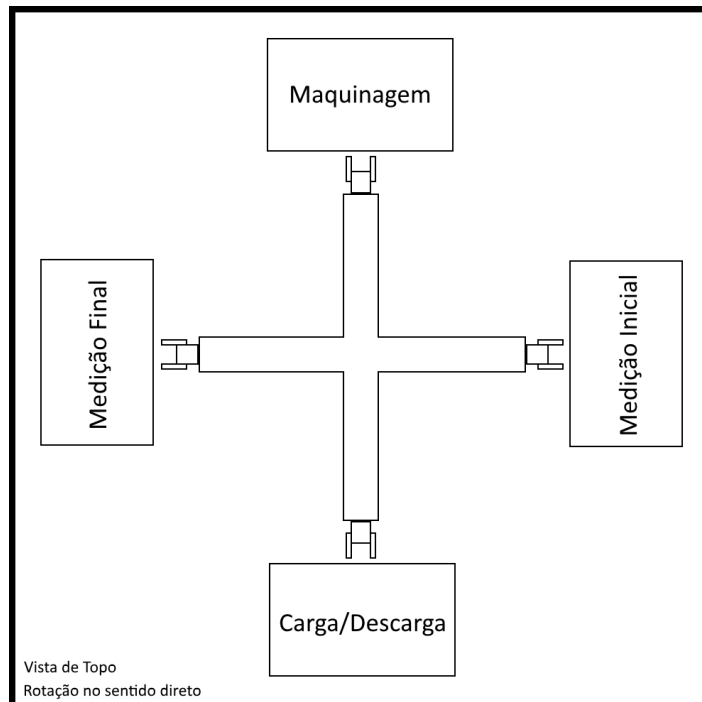 Maquinagem
Medição Final
Medição Inicial
Carga/Descarga
Vista de Topo
Rotação no sentido direto